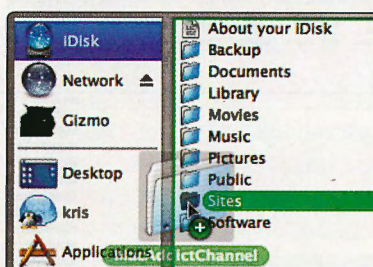 iDisk
Network
Gizmo
Desktop
kris
Applications
About your iDisk
Backup
Documents
Library
Movies
Music
Pictures
Public
Sites
Software